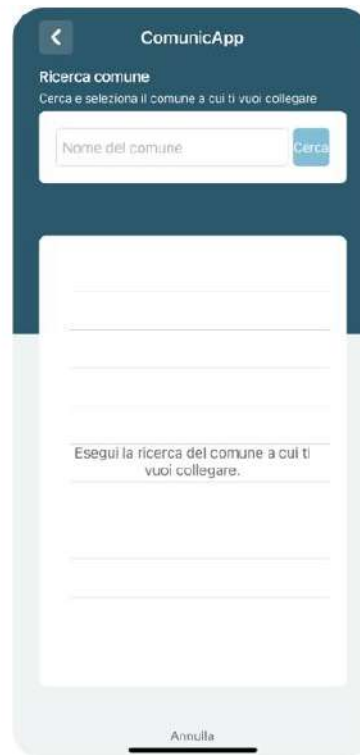 ComunicApp
Ricerca comune
Cerca e seleziona il comune a cui ti vuoi collegare
Nome del comune
Cerca
Esegui la ricerca del comune a cui ti
vuoi collegare.
Annulla